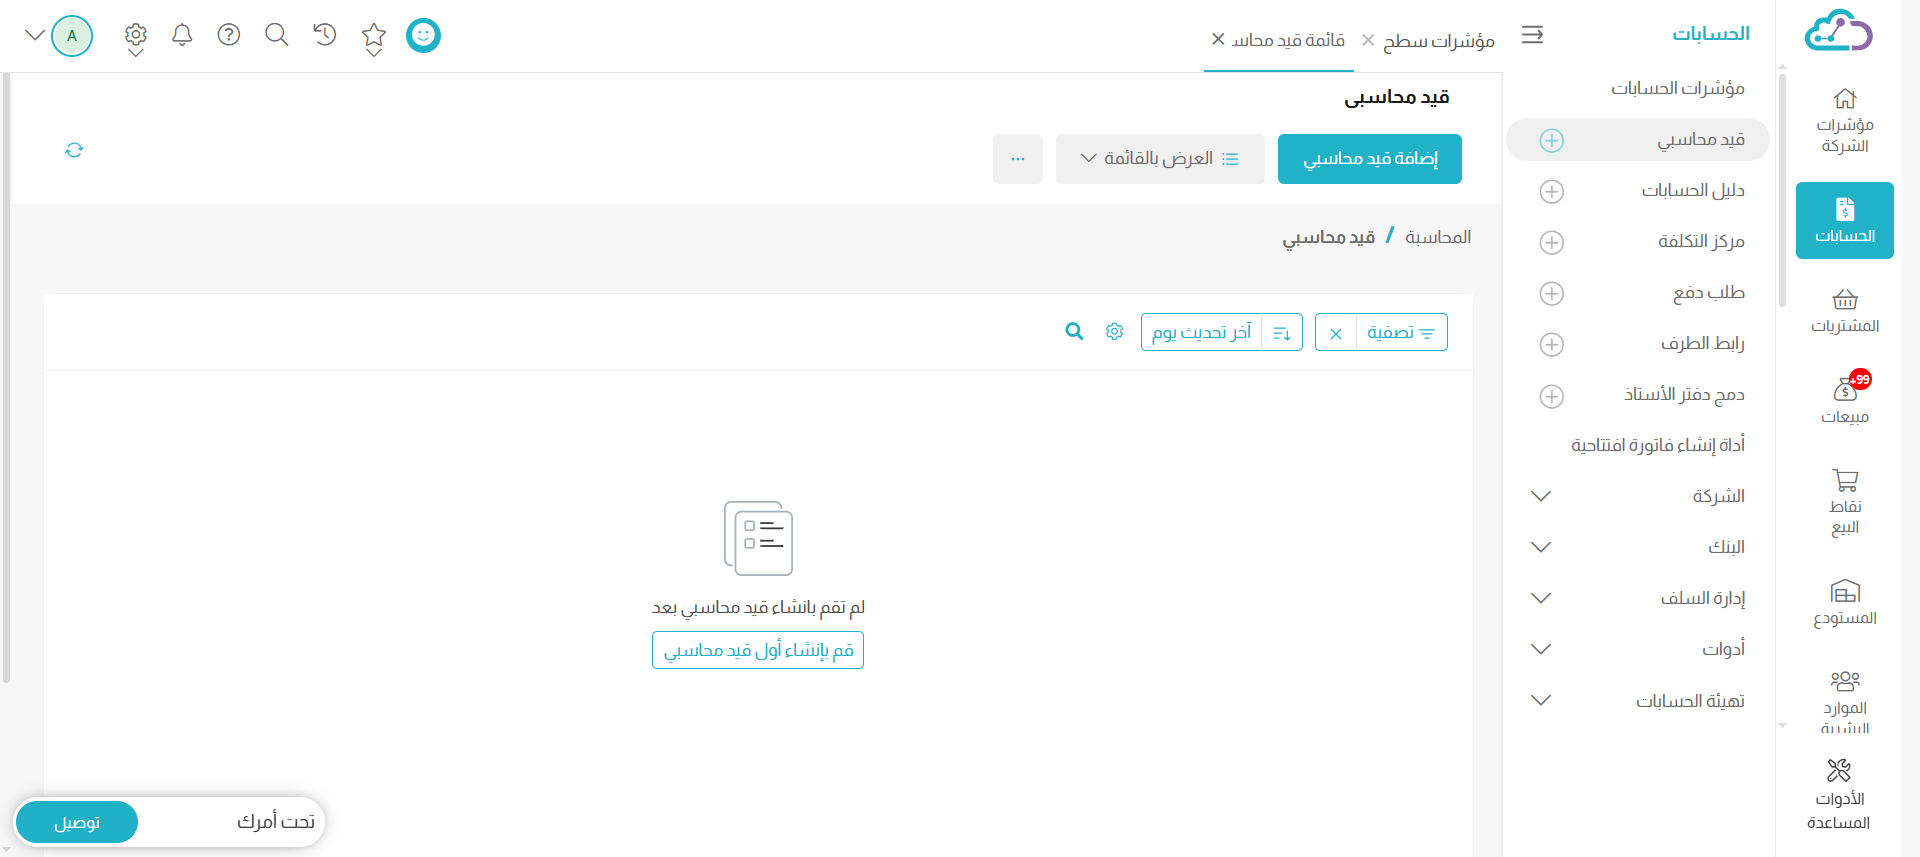 مؤشرات الشركة
الحسابات
المشتريات
+99
مبيعات
نقاط البيع
المستودع
الموارد البشرية
الأدوات المساعدة
الحسابات
مؤشرات الحسابات
قيد محاسبي
دليل الحسابات
مركز التكلفة
طلب دفع
رابط الطرف
دمج دفتر الأستاذ
أداة إنشاء فاتورة افتتاحية
الشركة
البنك
إدارة السلف
أدوات
تهيئة الحسابات
مؤشرات سطح
قائمة قيد محاس
A
قيد محاسبي
إضافة قيد محاسبي
العرض بالقائمة
...
المحاسبة / قيد محاسبي
تصفية
آخر تحديث يوم
لم تقم بانشاء قيد محاسبي بعد
قم بإنشاء أول قيد محاسبي
تحت أمرك
توصيل